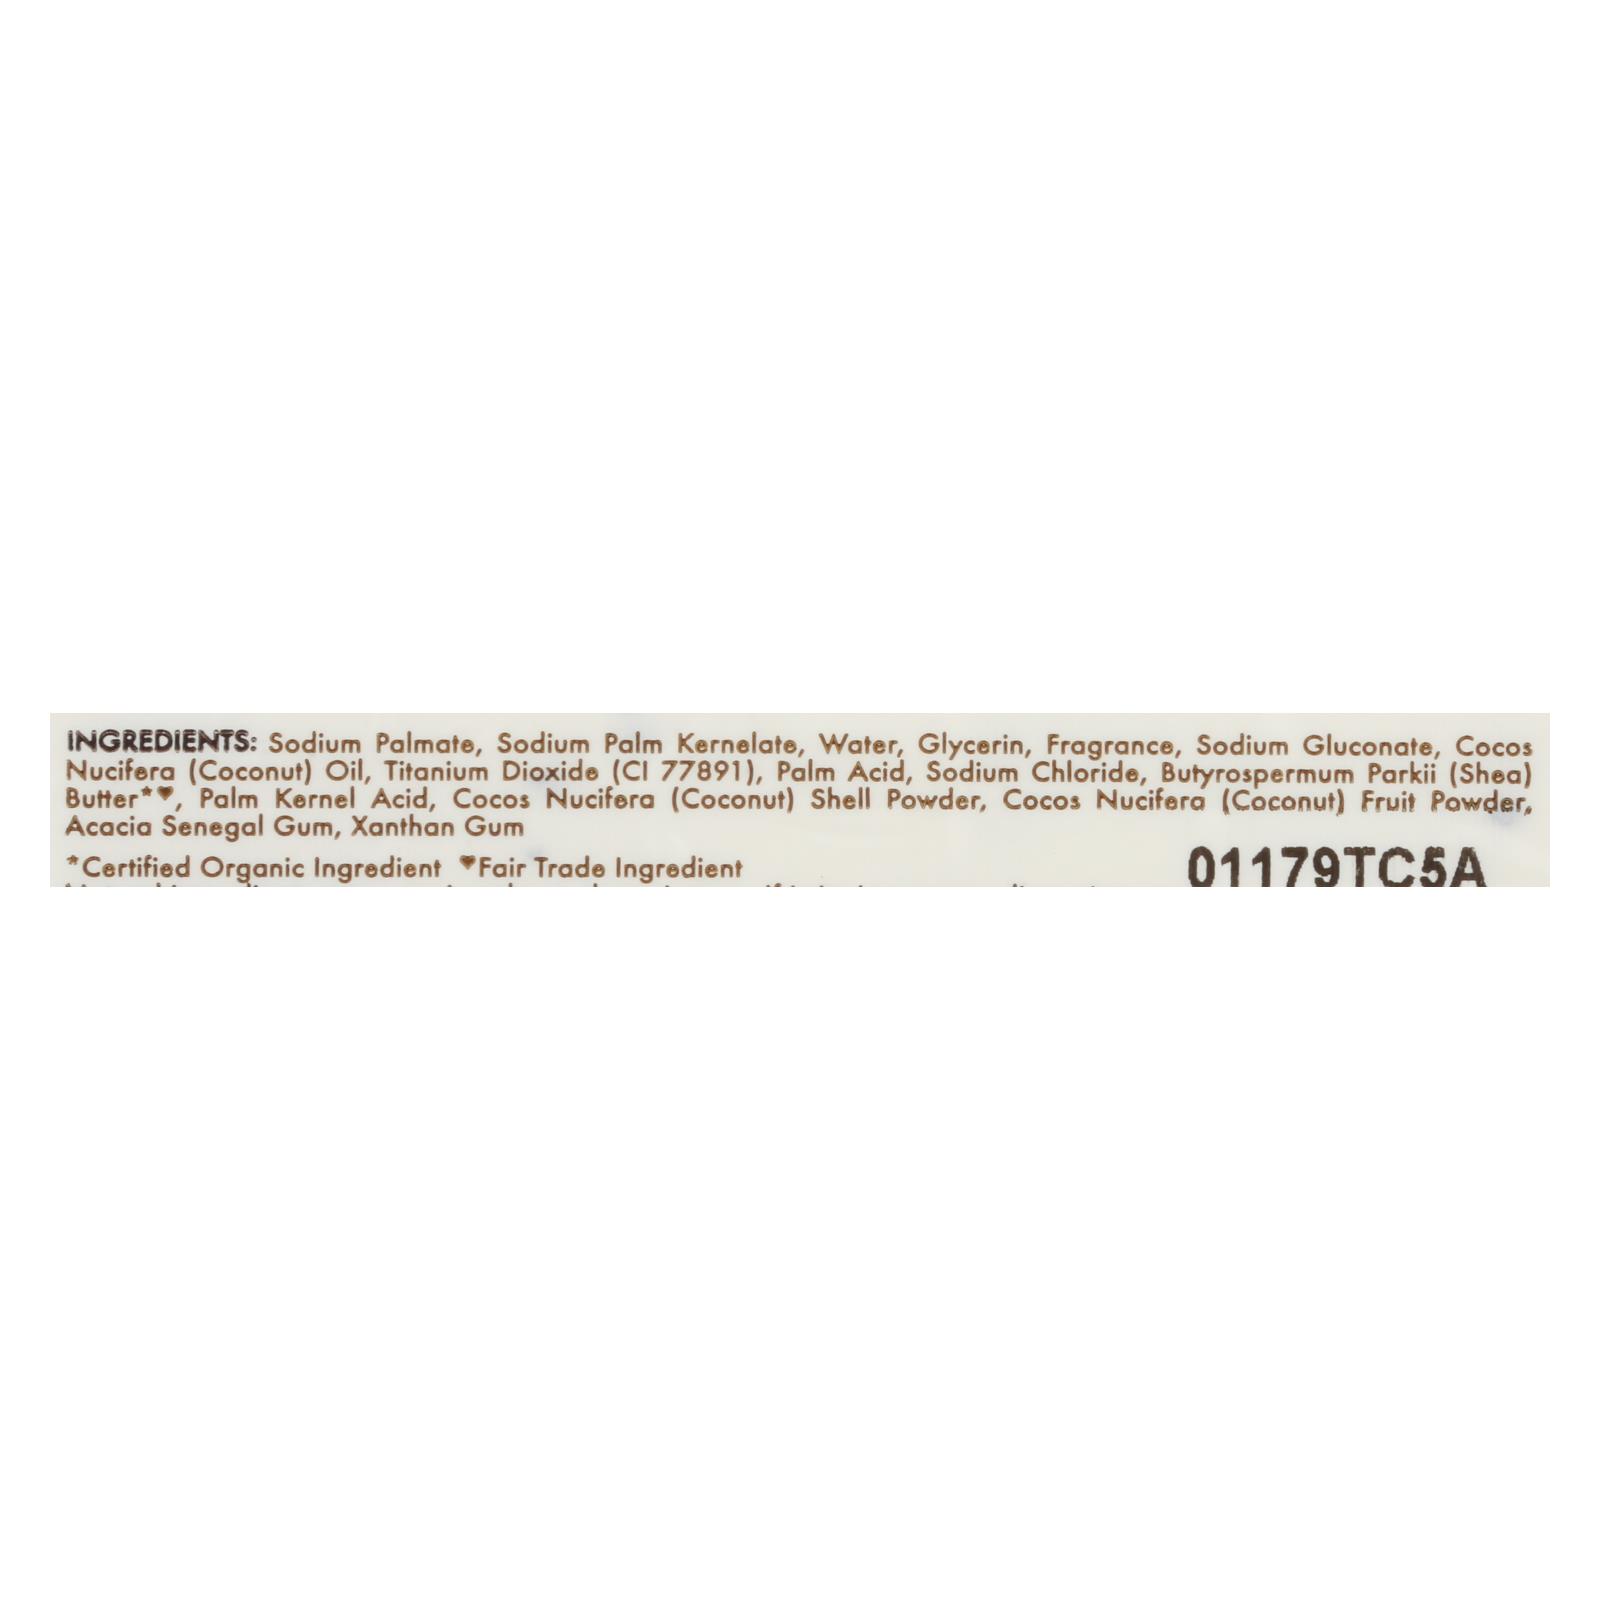 INGREDIENTS: Sodium Palmate, Sodium Palm Kernelate, Water, Glycerin, Fragrance, Sodium Gluconate, Cocos
Nucifera (Coconut) Oil, Titanium Dioxide (CI 77891), Palm Acid, Sodium Chloride, Butyrospermum Parkii (Shea)
Butter*♥, Palm Kernel Acid, Cocos Nucifera (Coconut) Shell Powder, Cocos Nucifera (Coconut) Fruit Powder,
Acacia Senegal Gum, Xanthan Gum
*Certified Organic Ingredient ♥Fair Trade Ingredient
01179TC5A